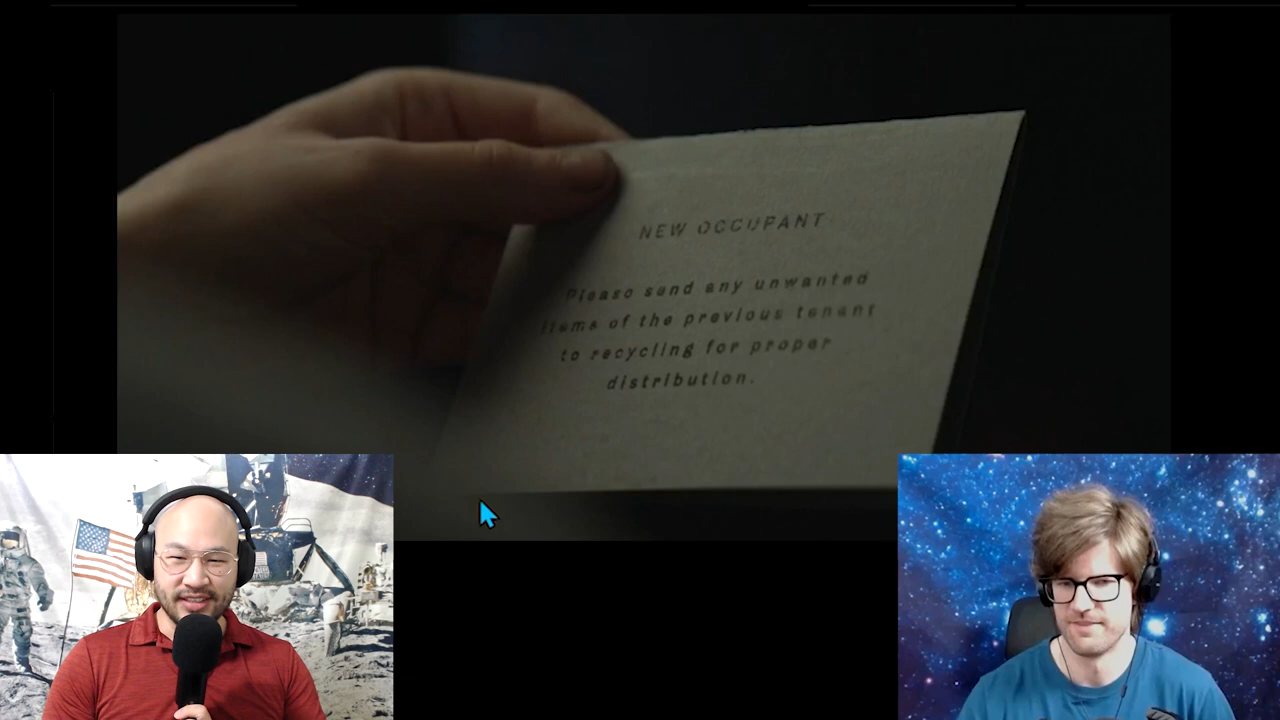 NEW OCCUPANT
Please send any unwanted
items of the previous tenant
to recycling for proper
distribution.